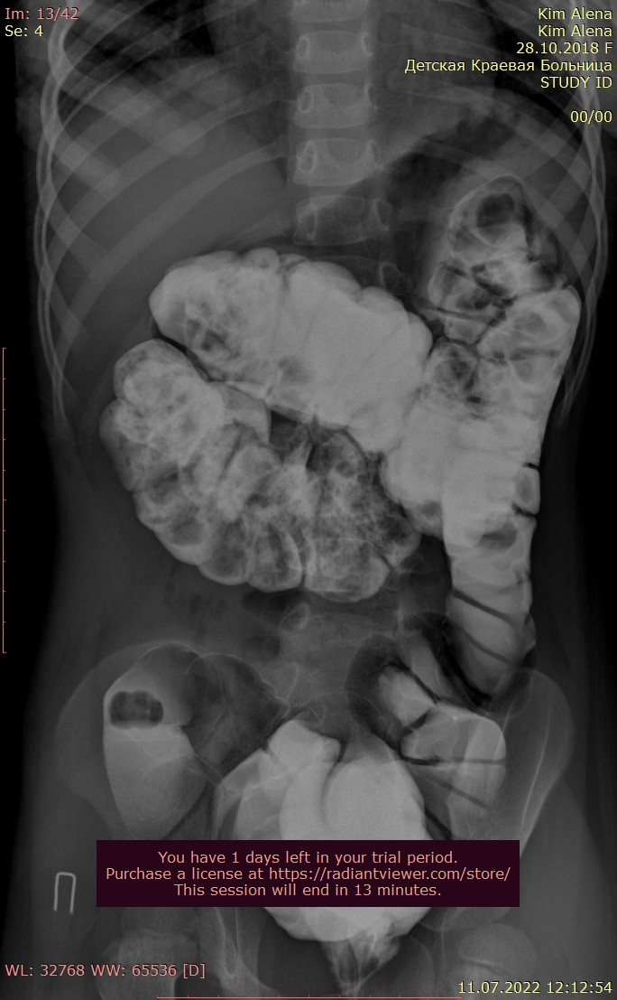 Im: 13/42
Se: 4
Kim Alena
Kim Alena
28.10.2018 F
Детская Краевая Больница
STUDY ID
00/00
П
You have 1 days left in your trial period.
Purchase a license at https://radiantviewer.com/store/
This session will end in 13 minutes.
WL: 32768 WW: 65536 [D]
11.07.2022 12:12:54